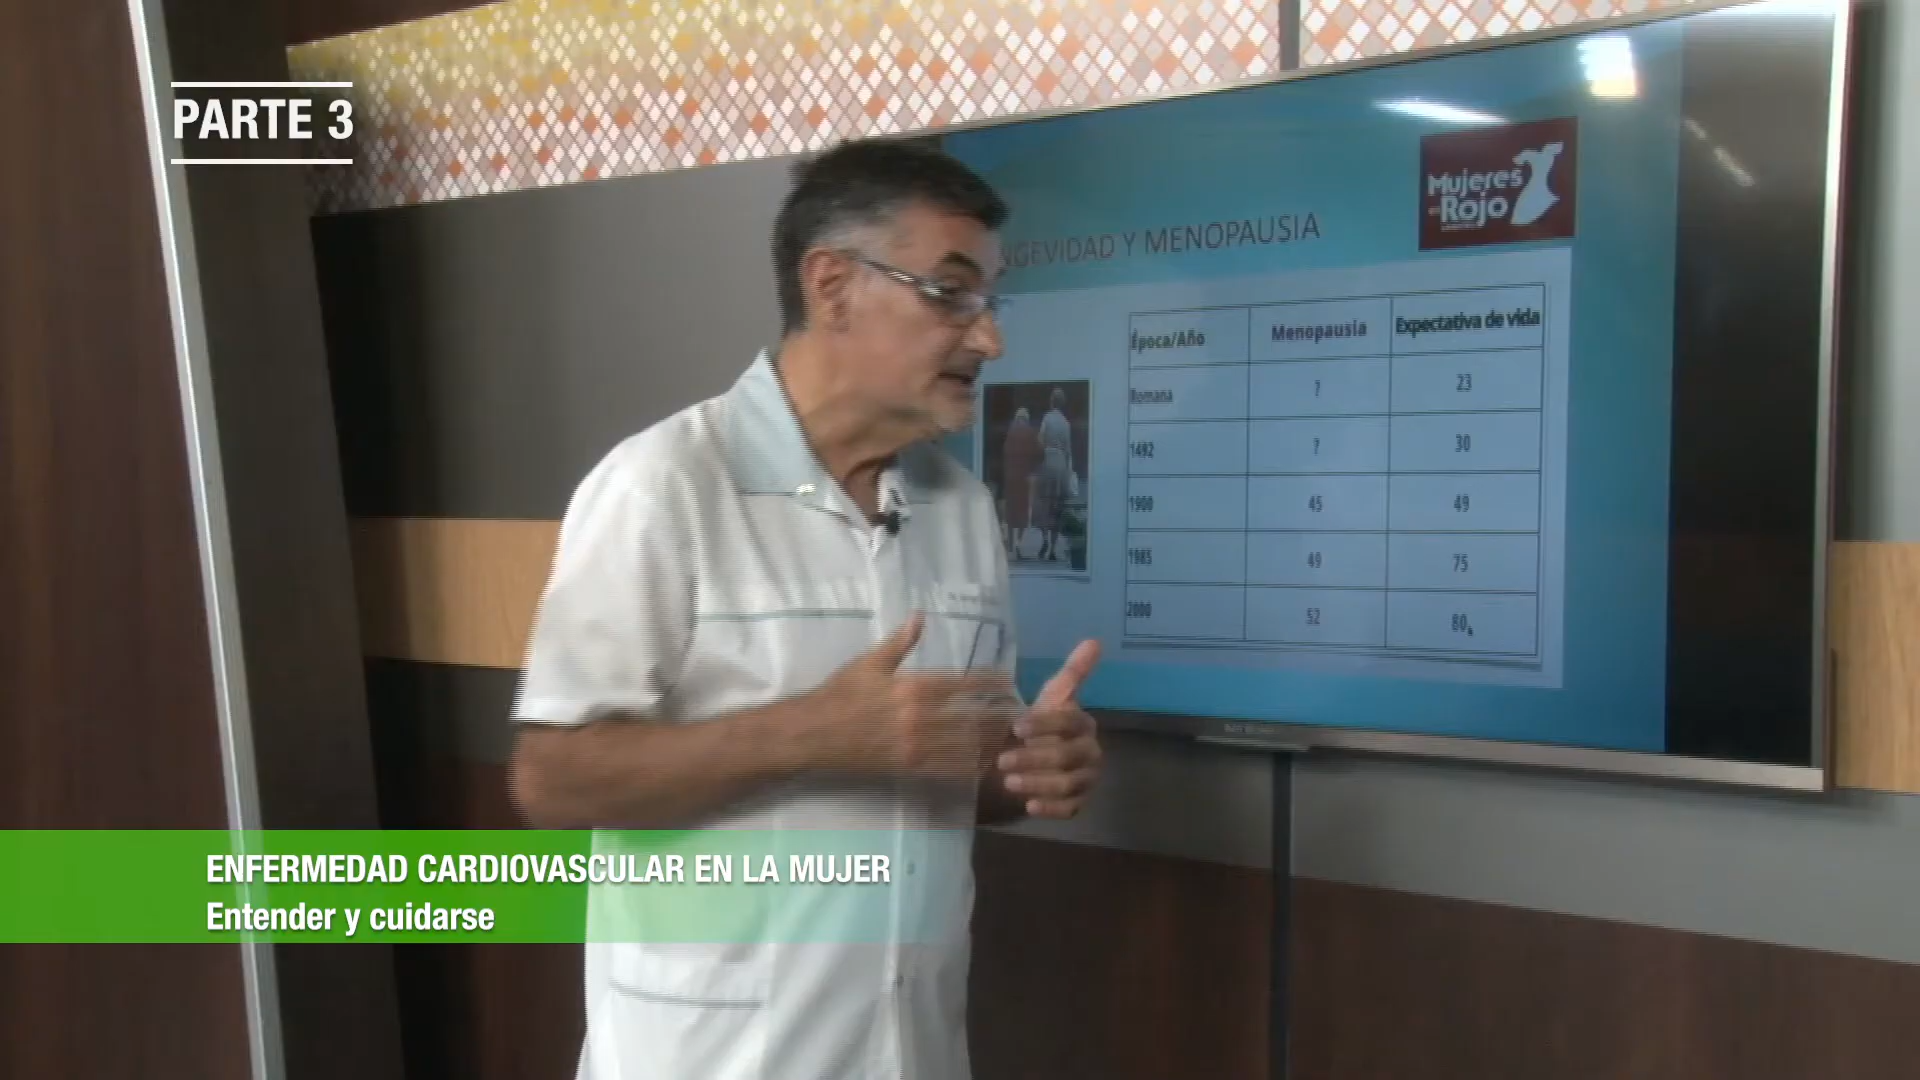 PARTE 3
Mujeres
en Rojo
NGEVIDAD Y MENOPAUSIA
Época/Año Menopausia Expectativa de vida
Romana ? 23
1492 ? 30
1900 45 49
1985 49 75
2000 52 80
ENFERMEDAD CARDIOVASCULAR EN LA MUJER
Entender y cuidarse